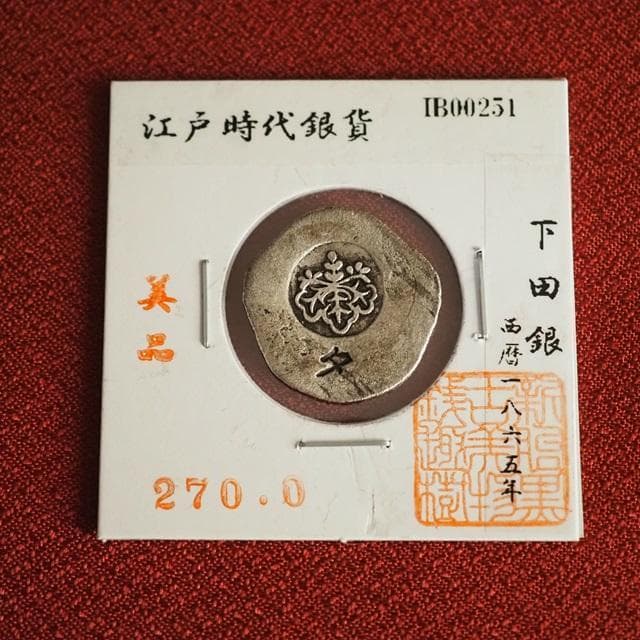 江戸時代銀貨
IB00251
下田銀
西暦一八六五年
美品
270.0